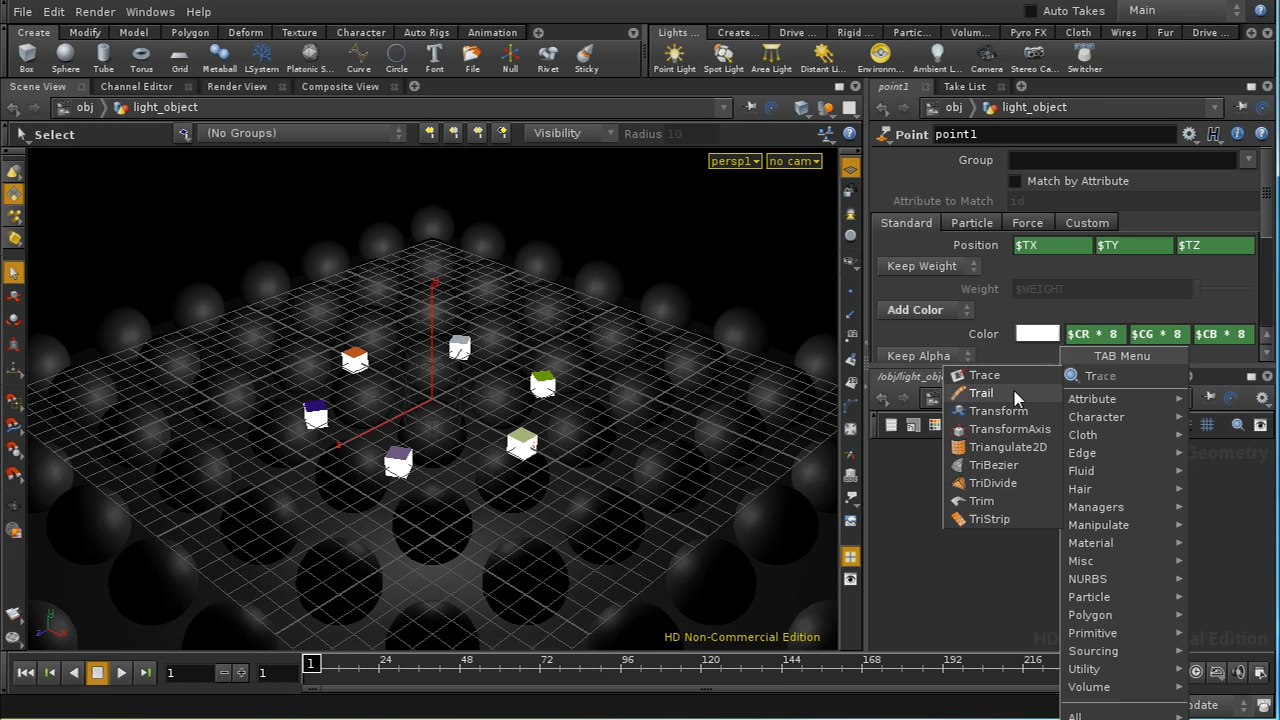 File Edit Render Windows Help Auto Takes Main
Create Modify Model Polygon Deform Texture Character Auto Rigs Animation Lights ... Create... Drive ... Rigid ... Partic... Volum... Pyro FX Cloth Wires Fur Drive ...
Box Sphere Tube Torus Grid Metaball LSystem Platonic S... Curve Circle Font File Null Rivet Sticky Point Light Spot Light Area Light Distant Li... Environm... Ambient L... Camera Stereo Ca... Switcher
Scene View Channel Editor Render View Composite View point1 Take List
obj light_object obj light_object
Select (No Groups) Visibility Radius 10 Point point1
persp1 no cam
Group
Match by Attribute
Attribute to Match id
Standard Particle Force Custom
Position $TX $TY $TZ
Keep Weight
Weight $WEIGHT
Add Color
Color $CR * 8 $CG * 8 $CB * 8
Keep Alpha
TAB Menu
/obj/light_obje
Trace
Attribute
Character
Cloth
Edge
Fluid
Hair
Managers
Manipulate
Material
Misc
NURBS
Particle
Polygon
Primitive
Sourcing
Utility
Volume
All
Trace
Trail
Transform
TransformAxis
Triangulate2D
TriBezier
TriDivide
Trim
TriStrip
Geometry
HD Non-Commercial Edition
Edition
1 1 1 24 48 72 96 120 144 168 192 216